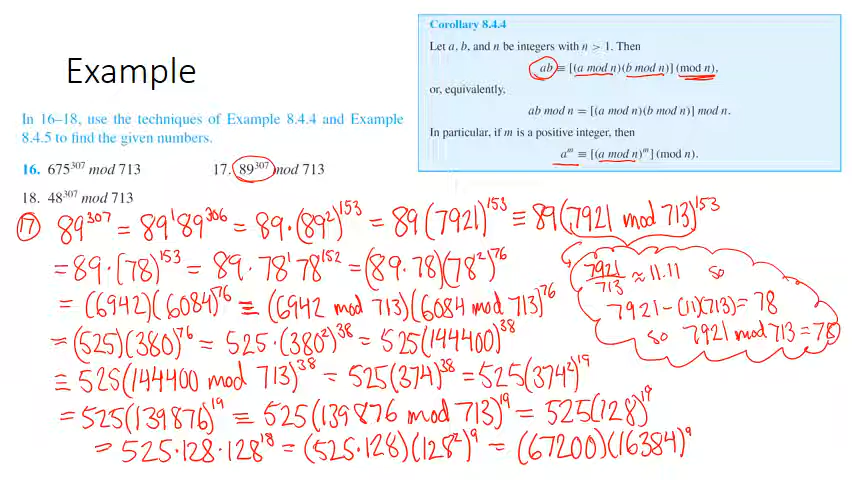 Example
In 16–18, use the techniques of Example 8.4.4 and Example
8.4.5 to find the given numbers.
16. 675^307 mod 713 17. 89^307 mod 713
18. 48^307 mod 713
Corollary 8.4.4
Let a, b, and n be integers with n > 1. Then
ab ≡ [(a mod n)(b mod n)] (mod n),
or, equivalently,
ab mod n = [(a mod n)(b mod n)] mod n.
In particular, if m is a positive integer, then
a^m ≡ [(a mod n)^m] (mod n).
17 89^307 = 89^1 89^306 = 89·(89^2)^153 = 89(7921)^153 ≡ 89(7921 mod 713)^153
= 89·(78)^153 = 89·78^1 78^152 = (89·78)(78^2)^76
= (6942)(6084)^76 ≡ (6942 mod 713)(6084 mod 713)^76
= (525)(380)^76 = 525·(380^2)^38 = 525(144400)^38
≡ 525(144400 mod 713)^38 = 525(374)^38 = 525(374^2)^19
= 525(139876)^19 ≡ 525(139876 mod 713)^19 = 525(128)^19
= 525·128·128^18 = (525·128)(128^2)^9 = (67200)(16384)^9
7921/713 ≈ 11.11 so
7921 - (11)(713) = 78
so 7921 mod 713 = 78